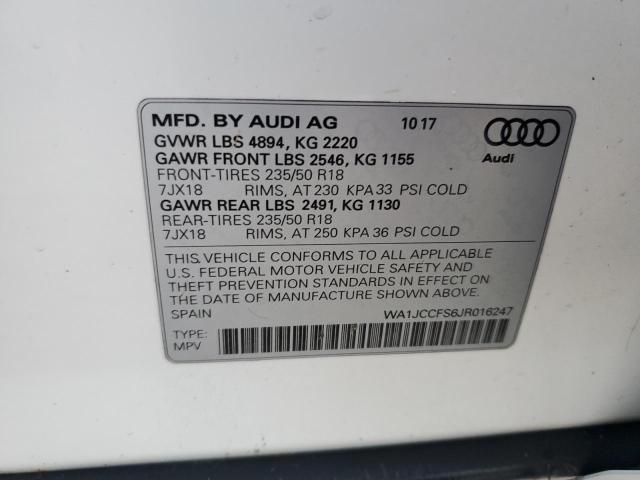 MFD. BY AUDI AG 10 17
GVWR LBS 4894, KG 2220
GAWR FRONT LBS 2546, KG 1155
FRONT-TIRES 235/50 R18
7JX18 RIMS, AT 230 KPA 33 PSI COLD
GAWR REAR LBS 2491, KG 1130
REAR-TIRES 235/50 R18
7JX18 RIMS, AT 250 KPA 36 PSI COLD
Audi
THIS VEHICLE CONFORMS TO ALL APPLICABLE
U.S. FEDERAL MOTOR VEHICLE SAFETY AND
THEFT PREVENTION STANDARDS IN EFFECT ON THE
DATE OF MANUFACTURE SHOWN ABOVE.
SPAIN WA1JCCFS6JR016247
TYPE:
MPV